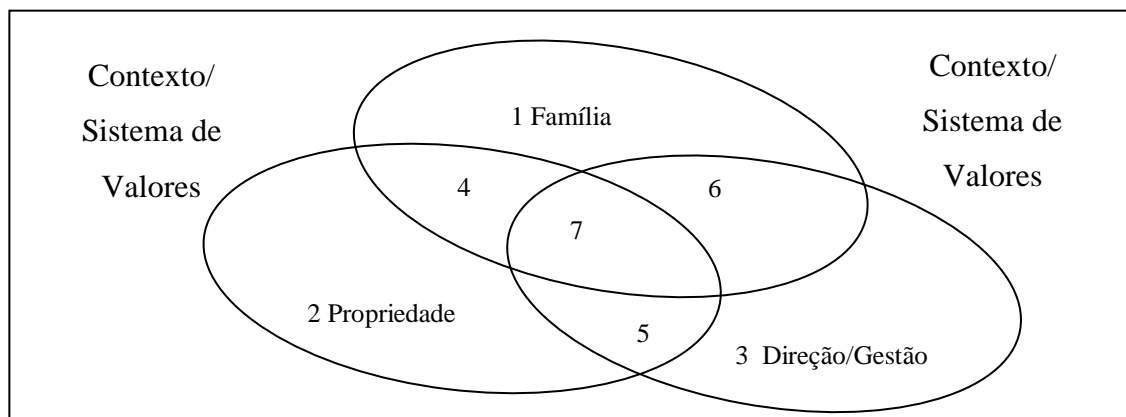 Contexto/
Sistema de
Valores
Contexto/
Sistema de
Valores
1 Família
4
6
7
2 Propriedade
5
3 Direção/Gestão